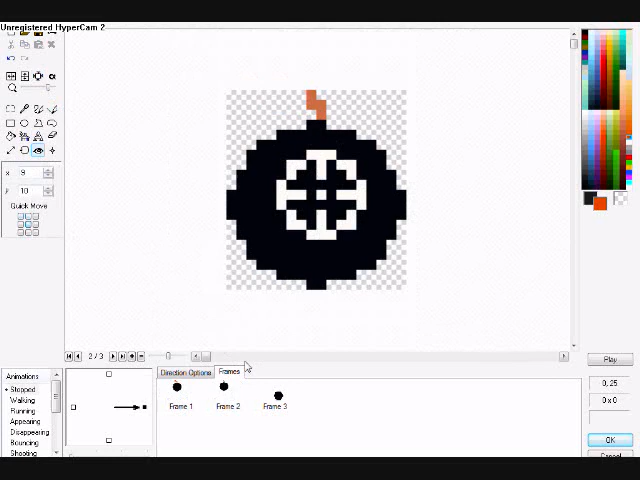 Unregistered HyperCam 2
x 9
y 10
Quick Move
2 / 3
Animations
Stopped
Walking
Running
Appearing
Disappearing
Bouncing
Shooting
Direction Options
Frames
Frame 1
Frame 2
Frame 3
Play
0, 25
0 x 0
OK
Cancel